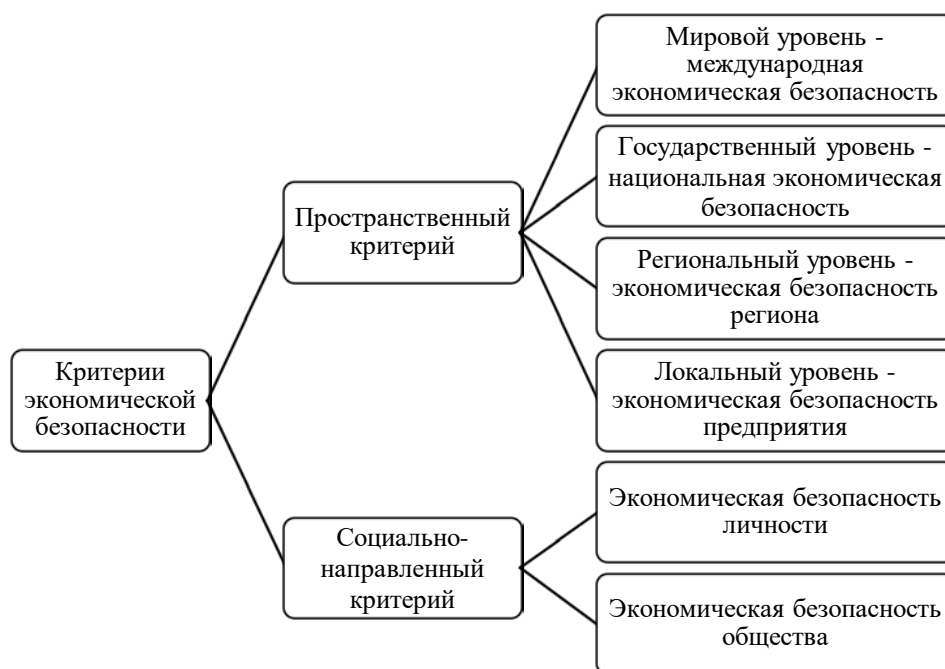 Мировой уровень -
международная
экономическая безопасность
Государственный уровень -
национальная экономическая
безопасность
Пространственный
критерий
Региональный уровень -
экономическая безопасность
региона
Критерии
экономической
безопасности
Локальный уровень -
экономическая безопасность
предприятия
Социально-
направленный
критерий
Экономическая безопасность
личности
Экономическая безопасность
общества